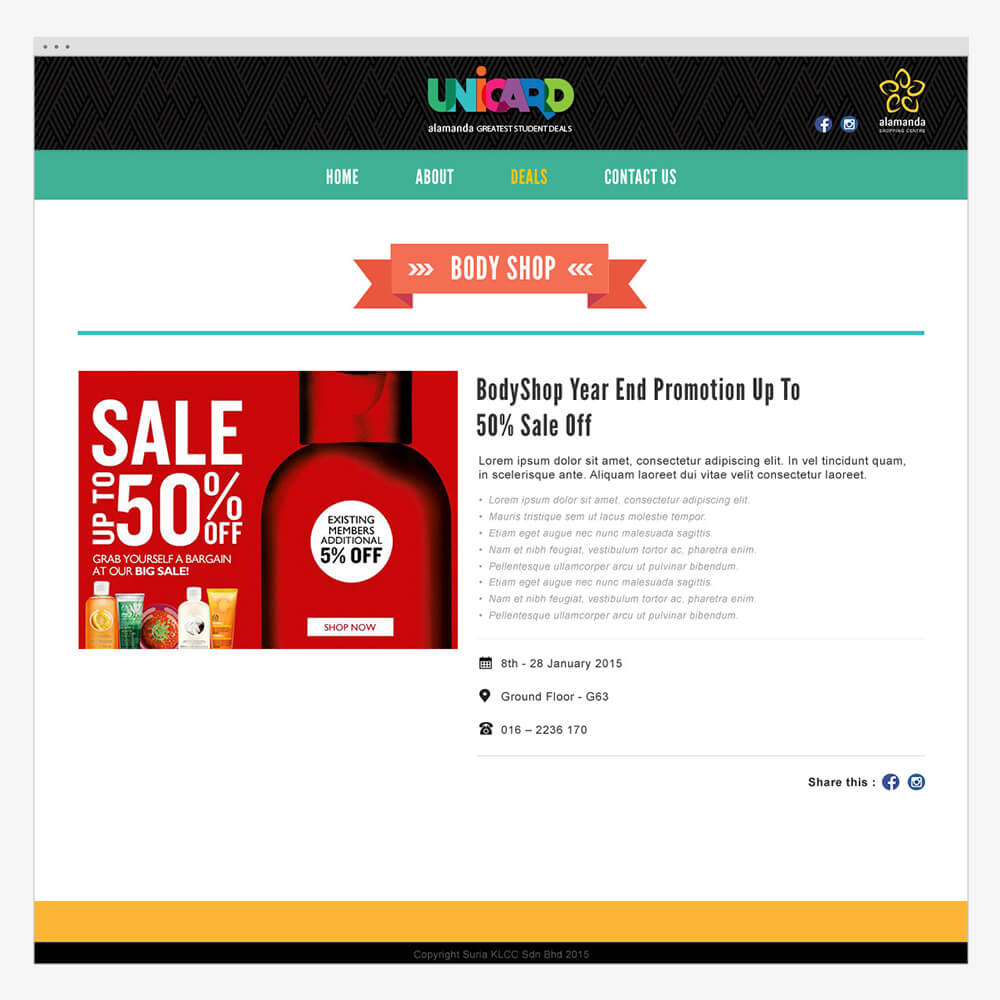 UNiCARD
alamanda GREATEST STUDENT DEALS
alamanda
SHOPPING CENTRE
HOME ABOUT DEALS CONTACT US
BODY SHOP
SALE
UP TO 50% OFF
GRAB YOURSELF A BARGAIN
AT OUR BIG SALE!
EXISTING
MEMBERS
ADDITIONAL
5% OFF
SHOP NOW
BodyShop Year End Promotion Up To
50% Sale Off
Lorem ipsum dolor sit amet, consectetur adipiscing elit. In vel tincidunt quam,
in scelerisque ante. Aliquam laoreet dui vitae velit consectetur laoreet.
• Lorem ipsum dolor sit amet, consectetur adipiscing elit.
• Mauris tristique sem ut lacus molestie tempor.
• Etiam eget augue nec nunc malesuada sagittis.
• Nam et nibh feugiat, vestibulum tortor ac, pharetra enim.
• Pellentesque ullamcorper arcu ut pulvinar bibendum.
• Etiam eget augue nec nunc malesuada sagittis.
• Nam et nibh feugiat, vestibulum tortor ac, pharetra enim.
• Pellentesque ullamcorper arcu ut pulvinar bibendum.
8th - 28 January 2015
Ground Floor - G63
016 – 2236 170
Share this :
Copyright Suria KLCC Sdn Bhd 2015